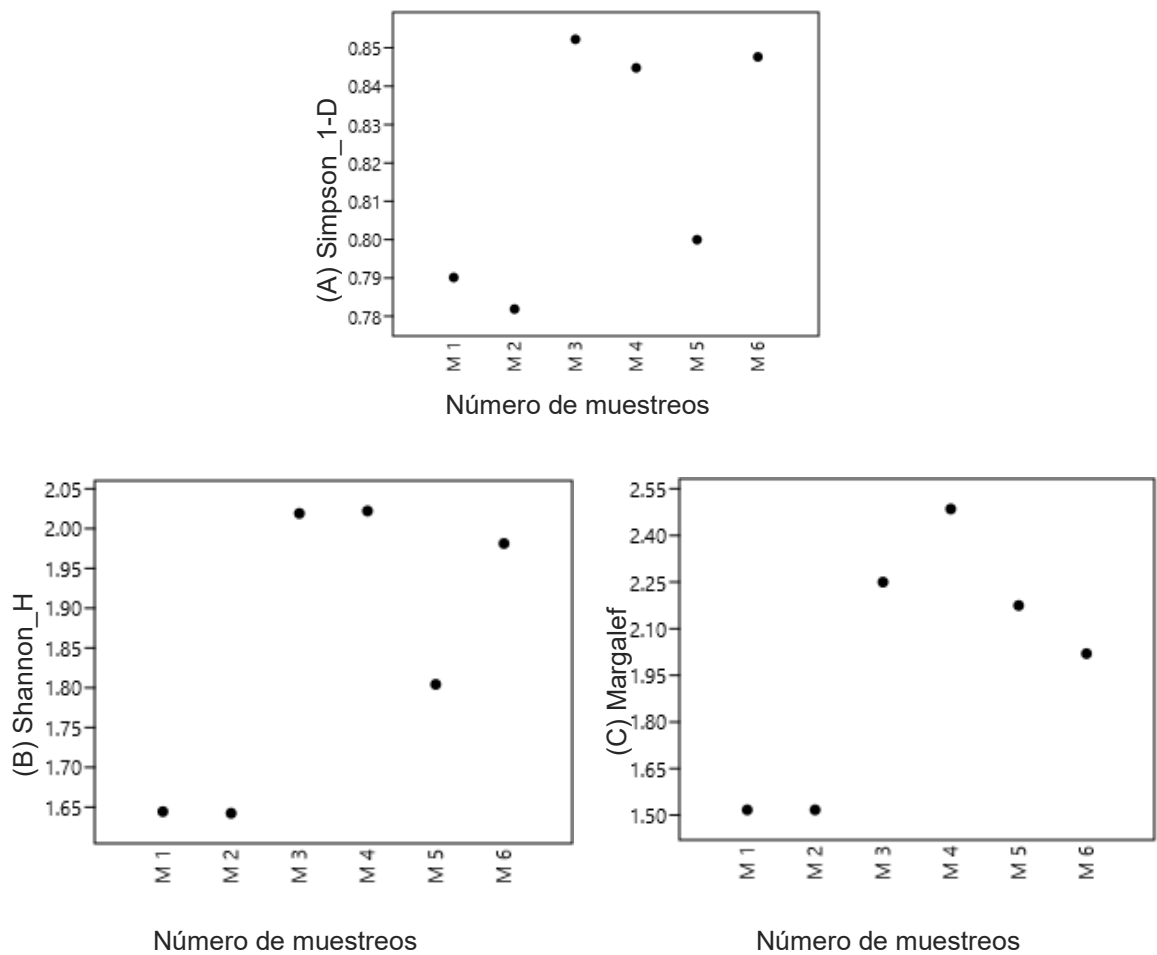 (A) Simpson_1-D
0.85
0.84
0.83
0.82
0.81
0.80
0.79
0.78
M 1
M 2
M 3
M 4
M 5
M 6
Número de muestreos
(B) Shannon_H
2.05
2.00
1.95
1.90
1.85
1.80
1.75
1.70
1.65
M 1
M 2
M 3
M 4
M 5
M 6
Número de muestreos
(C) Margalef
2.55
2.40
2.25
2.10
1.95
1.80
1.65
1.50
M 1
M 2
M 3
M 4
M 5
M 6
Número de muestreos